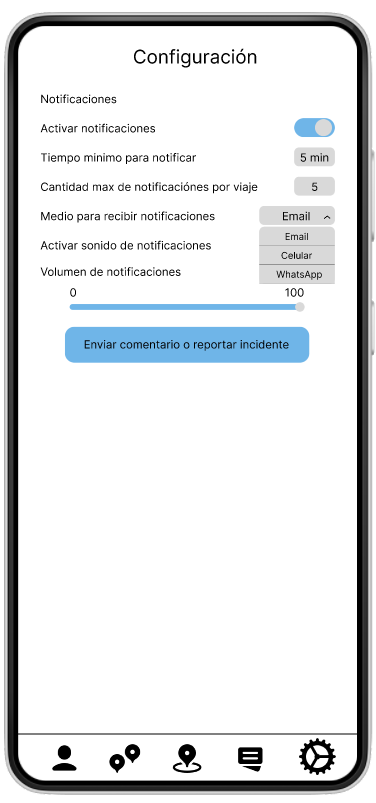 Configuración
Notificaciones
Activar notificaciones
Tiempo minimo para notificar 5 min
Cantidad max de notificaciónes por viaje 5
Medio para recibir notificaciones Email
Email
Activar sonido de notificaciones
Celular
Volumen de notificaciones
WhatsApp
0 100
Enviar comentario o reportar incidente